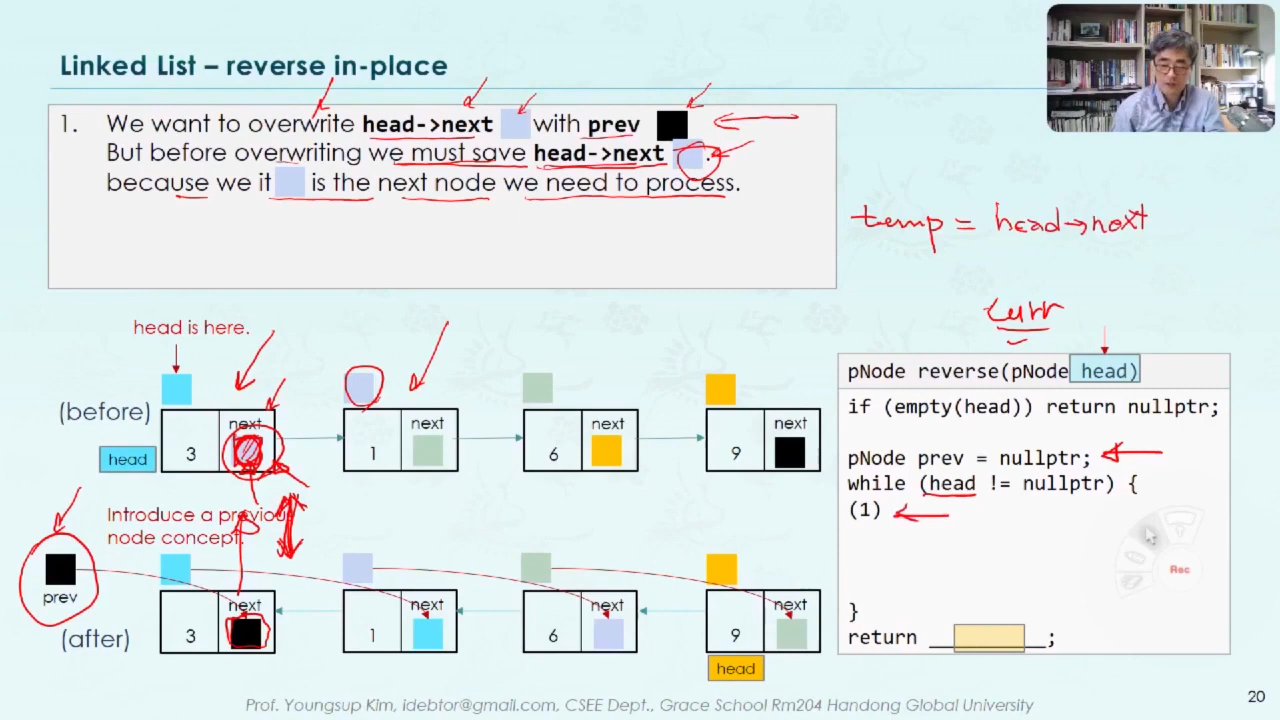 Linked List – reverse in-place
1. We want to overwrite head->next with prev
But before overwriting we must save head->next .
because we it is the next node we need to process.
temp = head→next
curr
head is here.
(before)
head
3 next
1 next
6 next
9 next
Introduce a previous
node concept.
prev
(after)
3 next
1 next
6 next
9 next
head
pNode reverse(pNode head)
if (empty(head)) return nullptr;
pNode prev = nullptr;
while (head != nullptr) {
(1)
Rec
}
return ;
Prof. Youngsup Kim, idebtor@gmail.com, CSEE Dept., Grace School Rm204 Handong Global University
20